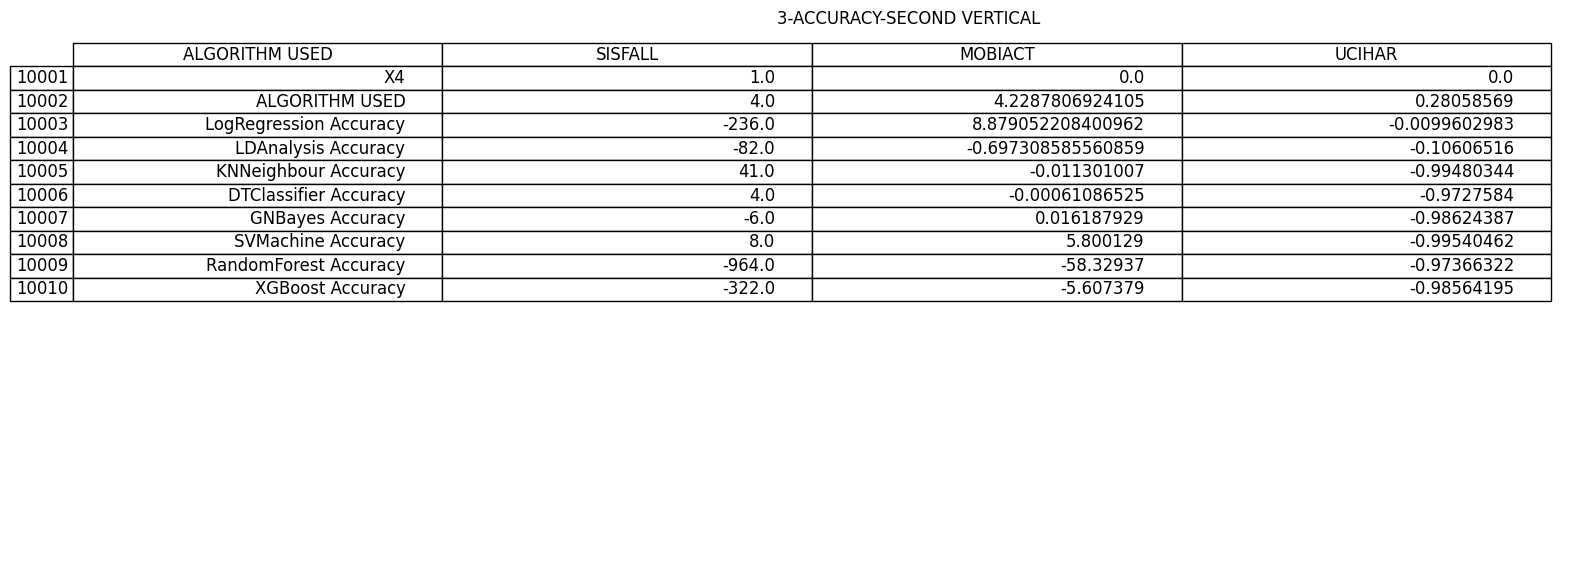 3-ACCURACY-SECOND VERTICAL
ALGORITHM USED SISFALL MOBIACT UCIHAR
10001 X4 1.0 0.0 0.0
10002 ALGORITHM USED 4.0 4.2287806924105 0.28058569
10003 LogRegression Accuracy -236.0 8.879052208400962 -0.0099602983
10004 LDAnalysis Accuracy -82.0 -0.697308585560859 -0.10606516
10005 KNNeighbour Accuracy 41.0 -0.011301007 -0.99480344
10006 DTClassifier Accuracy 4.0 -0.00061086525 -0.9727584
10007 GNBayes Accuracy -6.0 0.016187929 -0.98624387
10008 SVMachine Accuracy 8.0 5.800129 -0.99540462
10009 RandomForest Accuracy -964.0 -58.32937 -0.97366322
10010 XGBoost Accuracy -322.0 -5.607379 -0.98564195